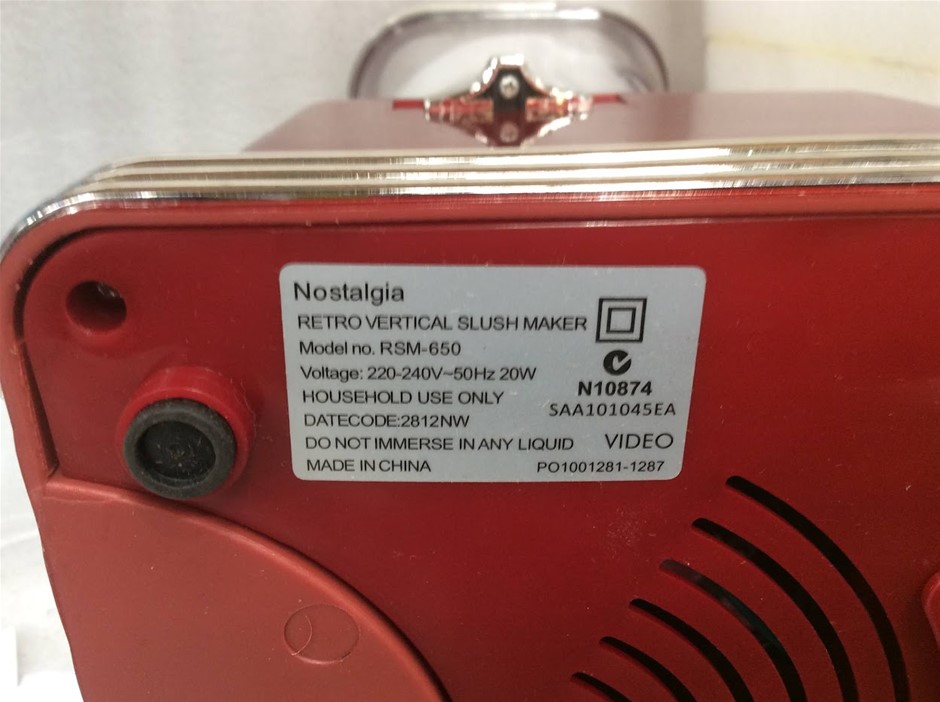 Nostalgia
RETRO VERTICAL SLUSH MAKER
Model no. RSM-650
Voltage: 220-240V~50Hz 20W
HOUSEHOLD USE ONLY
DATECODE:2812NW
DO NOT IMMERSE IN ANY LIQUID
MADE IN CHINA
N10874
SAA101045EA
VIDEO
PO1001281-1287